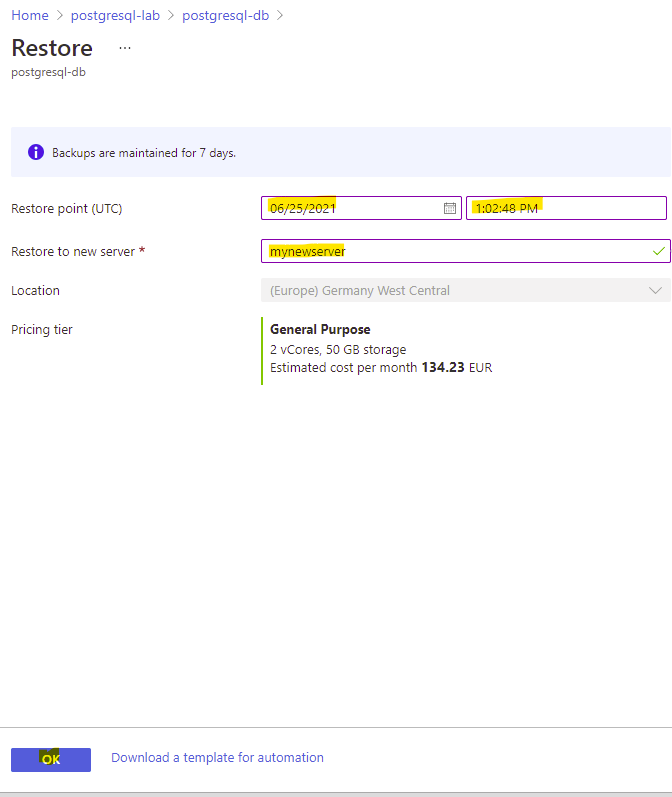 Home > postgresql-lab > postgresql-db >
Restore ...
postgresql-db
Backups are maintained for 7 days.
Restore point (UTC) 06/25/2021 1:02:48 PM
Restore to new server * mynewserver
Location (Europe) Germany West Central
Pricing tier General Purpose
2 vCores, 50 GB storage
Estimated cost per month 134.23 EUR
OK Download a template for automation